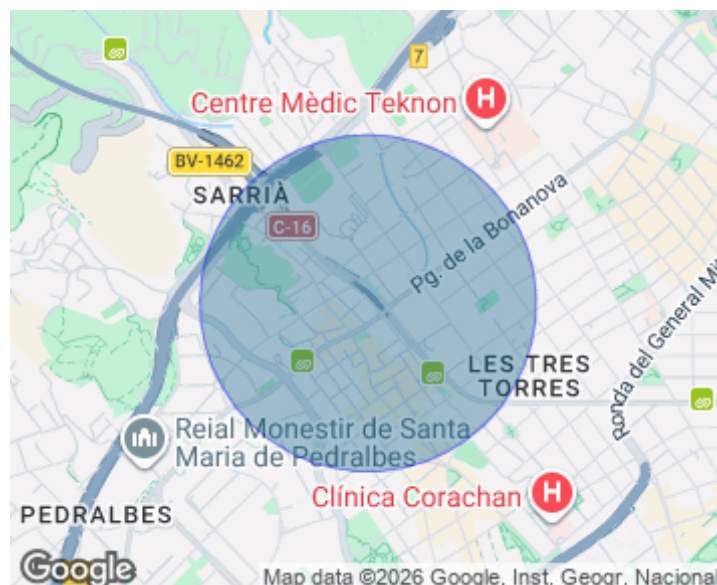 7
Centre Mèdic Teknon
H
BV-1462
SARRIÀ
C-16
Pg. de la Bonanova
LES TRES
TORRES
Ronda del General Mi
Reial Monestir de Santa
Maria de Pedralbes
Clínica Corachan
H
PEDRALBES
Google
Map data ©2026 Google, Inst. Geogr. Nacional